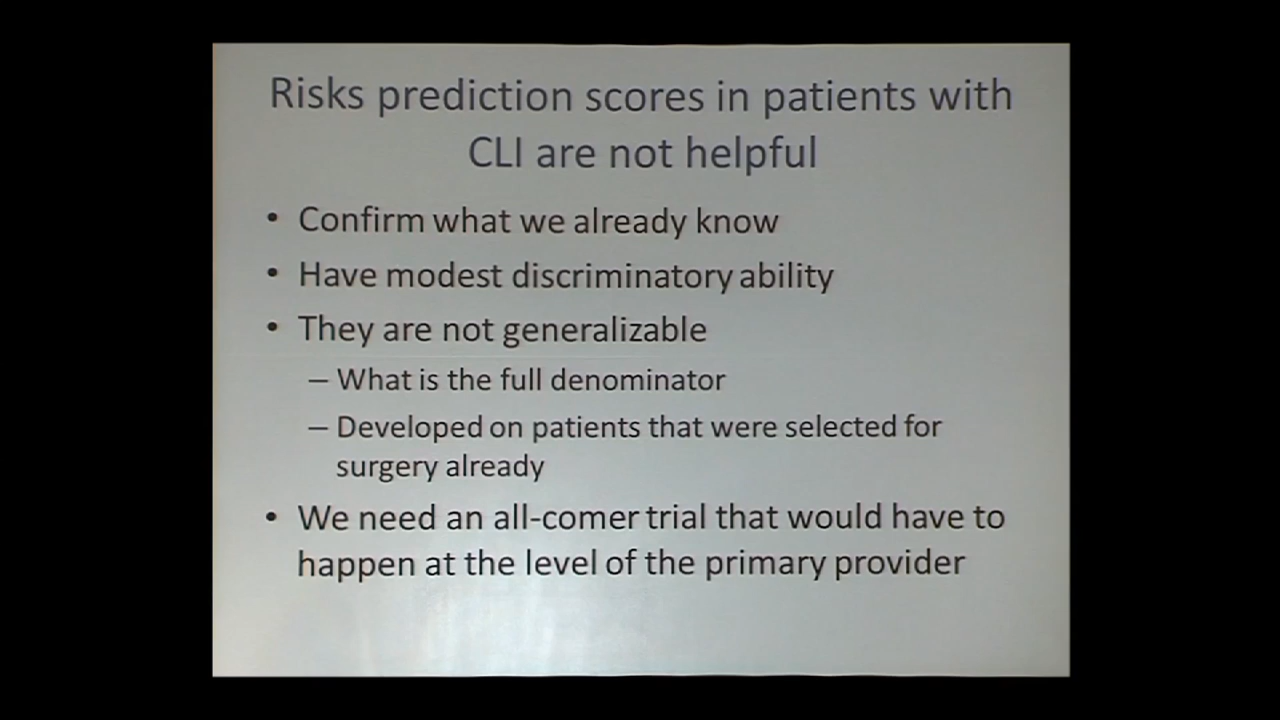 Risks prediction scores in patients with
CLI are not helpful
• Confirm what we already know
• Have modest discriminatory ability
• They are not generalizable
– What is the full denominator
– Developed on patients that were selected for
surgery already
• We need an all-comer trial that would have to
happen at the level of the primary provider